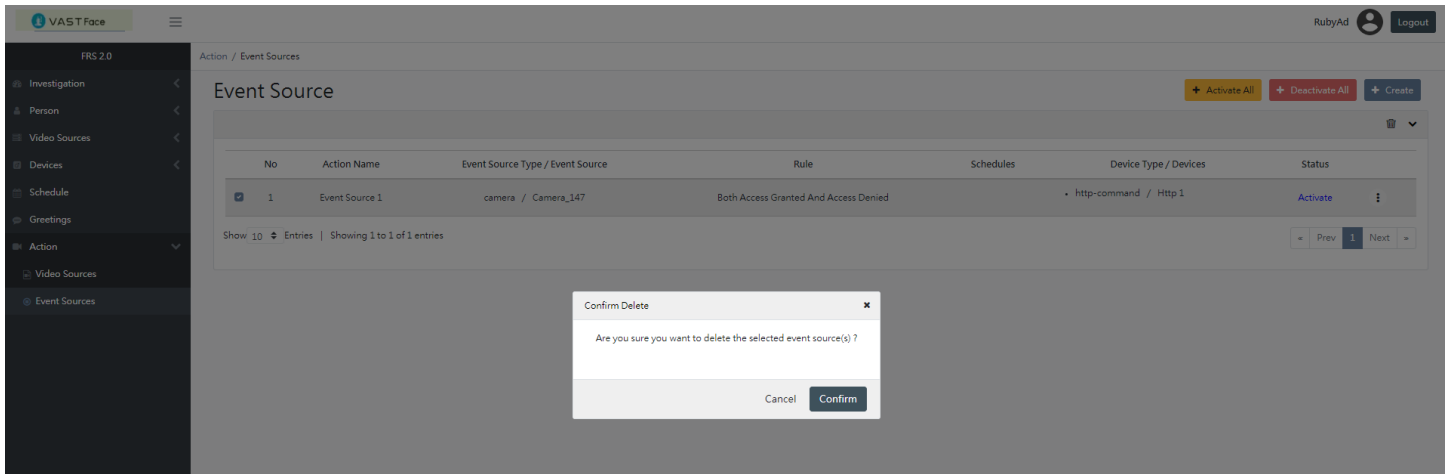 VAST Face
RubyAd
Logout
FRS 2.0
Action / Event Sources
Investigation
Person
Video Sources
Devices
Schedule
Greetings
Action
Video Sources
Event Sources
Event Source
+ Activate All
+ Deactivate All
+ Create
No Action Name Event Source Type / Event Source Rule Schedules Device Type / Devices Status
1 Event Source 1 camera / Camera_147 Both Access Granted And Access Denied • http-command / Http 1 Activate
Show 10 Entries | Showing 1 to 1 of 1 entries
« Prev 1 Next »
Confirm Delete
Are you sure you want to delete the selected event source(s) ?
Cancel Confirm